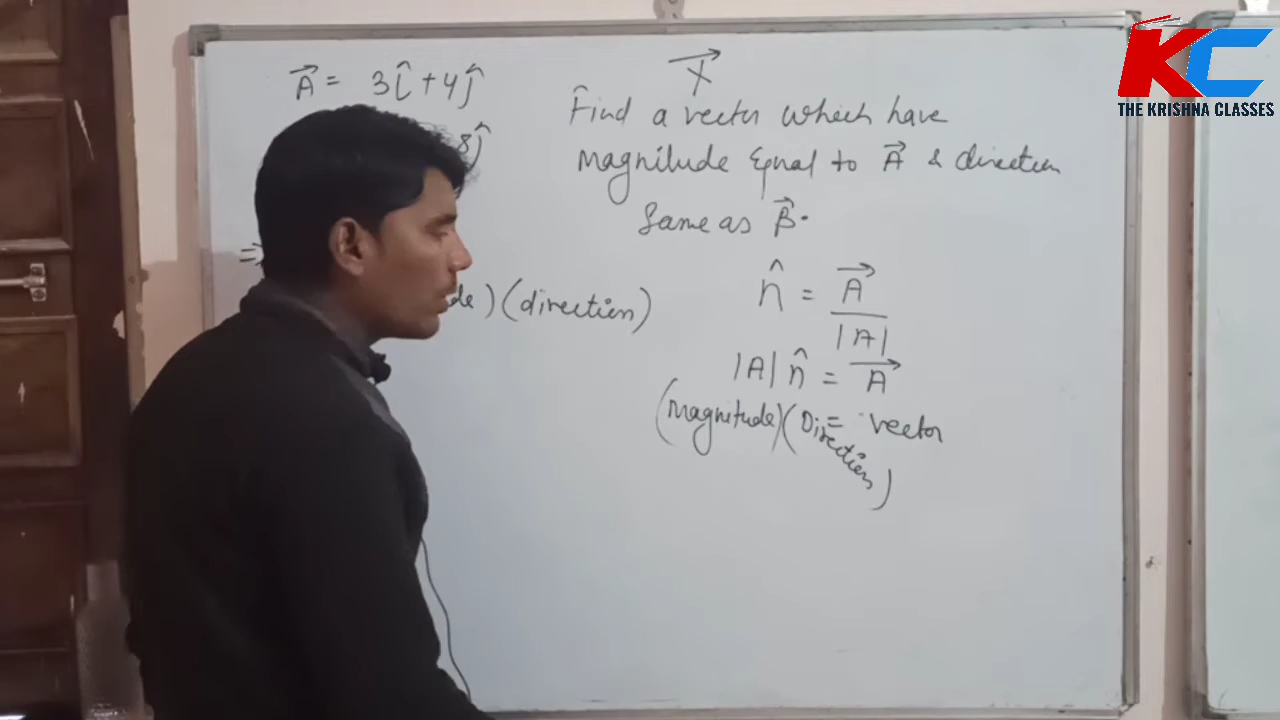 A⃗ = 3î + 4ĵ
8ĵ
=>
de) (direction)
X⃗
Find a vector which have
magnitude Equal to A⃗ & direction
Same as B⃗.
n̂ = A⃗ / |A|
|A| n̂ = A⃗
(Magnitude) (Direction) = vector
KC
THE KRISHNA CLASSES